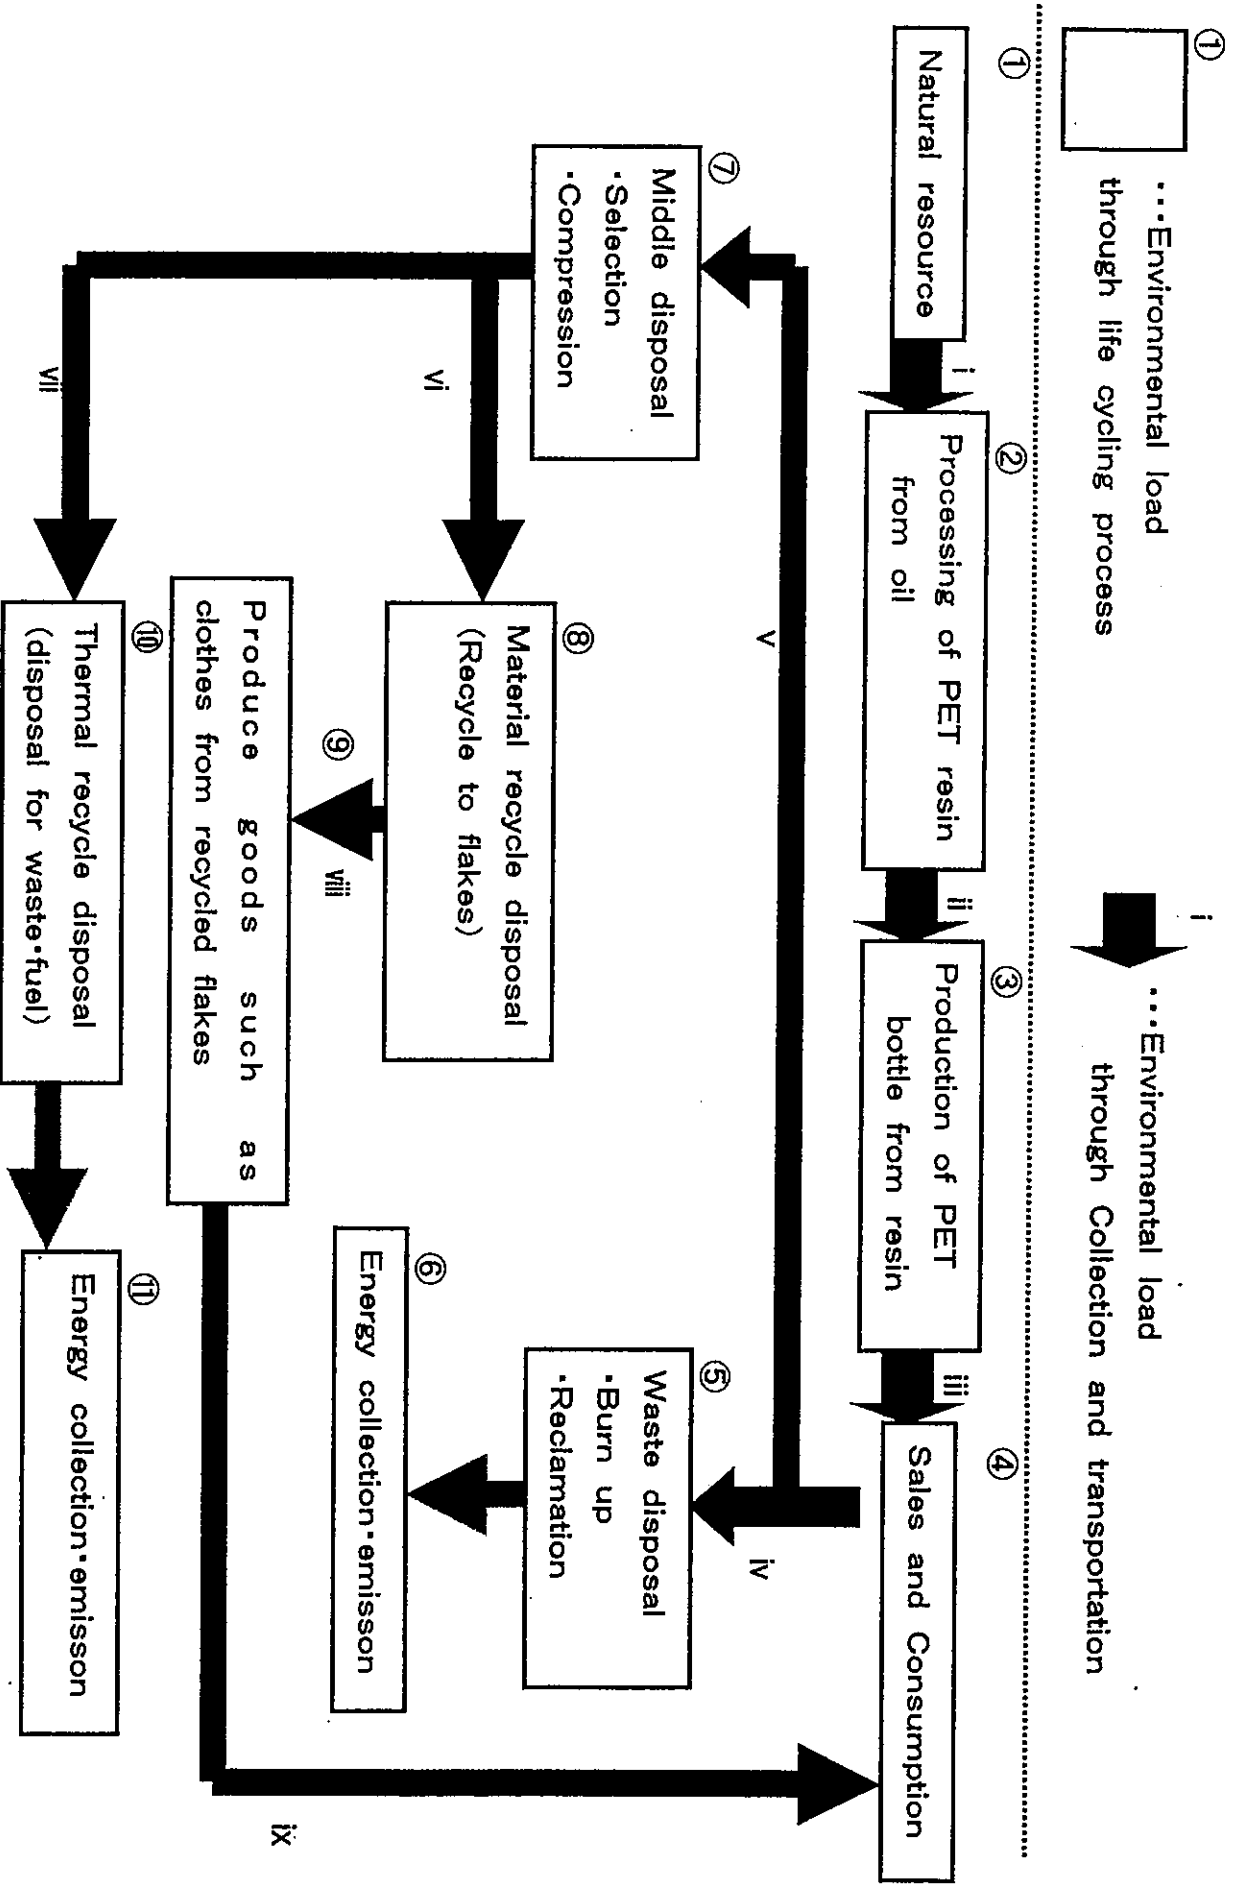 ①
···Environmental load
through life cycling process
i
···Environmental load
through Collection and transportation
①
Natural resource
i
②
Processing of PET resin
from oil
ii
③
Production of PET
bottle from resin
iii
④
Sales and Consumption
iv
v
⑤
Waste disposal
·Burn up
·Reclamation
⑥
Energy collection·emisson
⑦
Middle disposal
·Selection
·Compression
vi
vii
⑧
Material recycle disposal
(Recycle to flakes)
viii
⑨
Produce goods such as
clothes from recycled flakes
ix
⑩
Thermal recycle disposal
(disposal for waste·fuel)
⑪
Energy collection·emisson